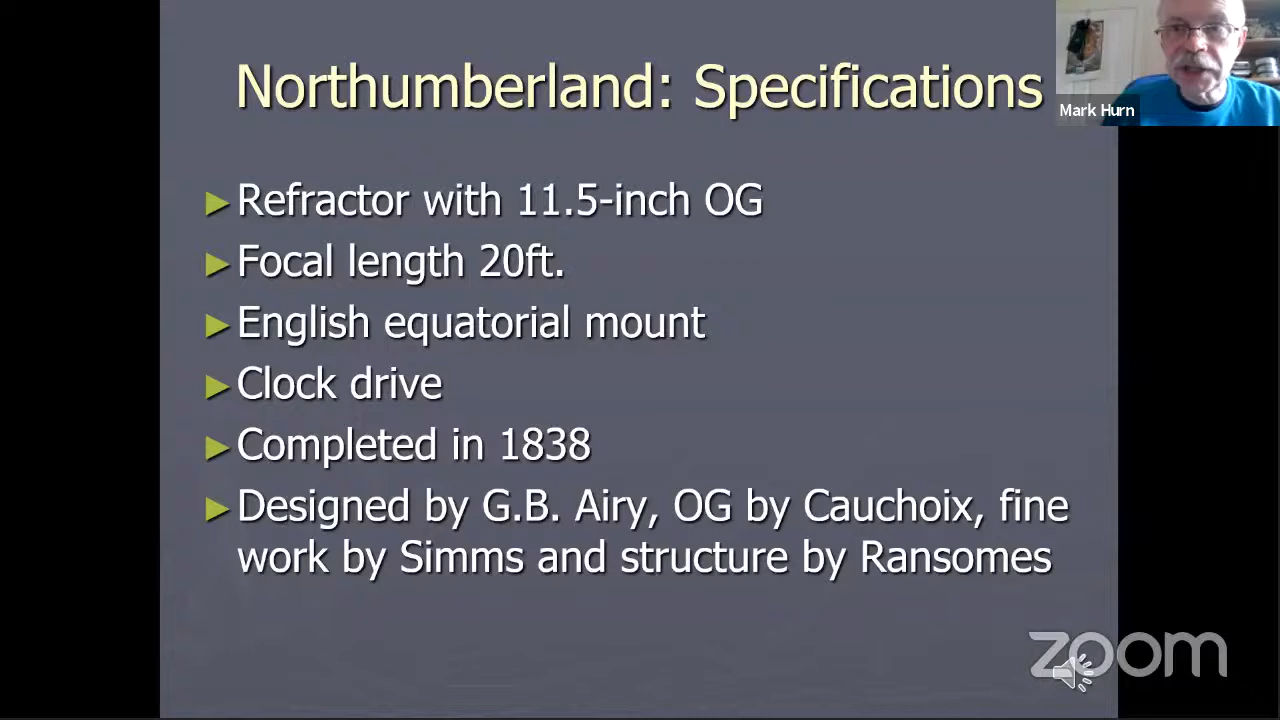 Northumberland: Specifications
Mark Hurn
Refractor with 11.5-inch OG
Focal length 20ft.
English equatorial mount
Clock drive
Completed in 1838
Designed by G.B. Airy, OG by Cauchoix, fine
work by Simms and structure by Ransomes
zoom